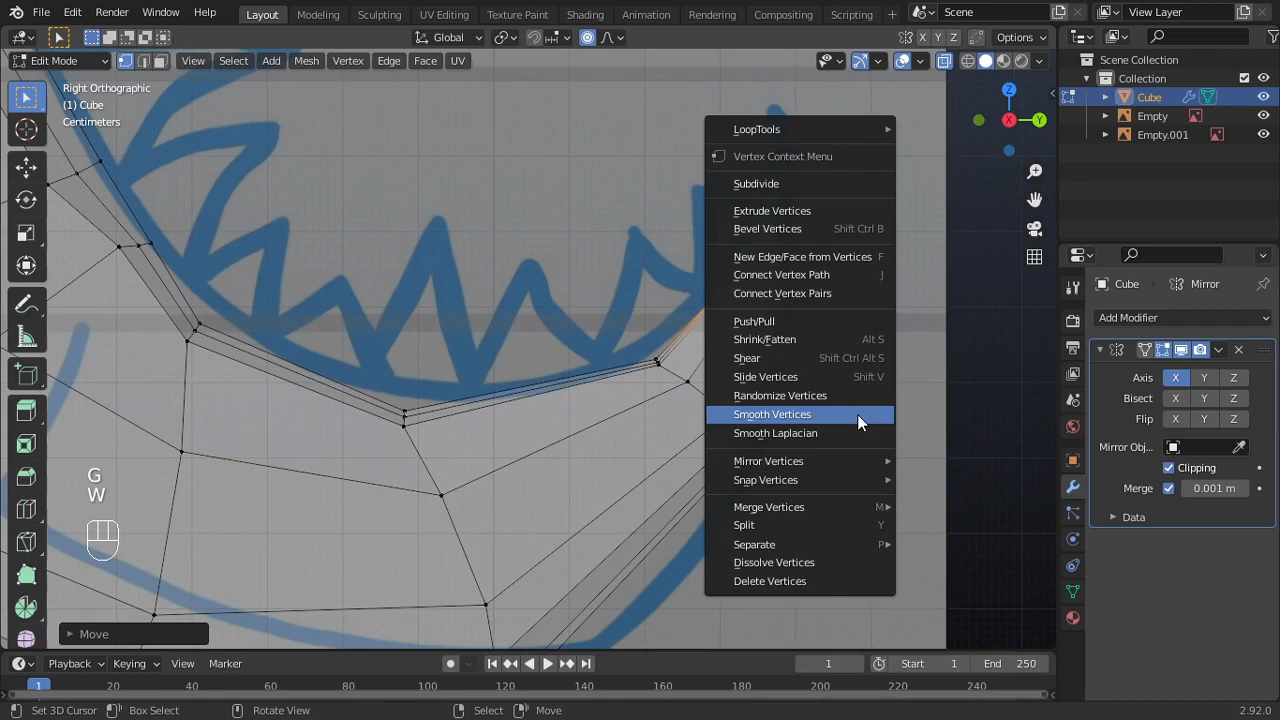 File Edit Render Window Help Layout Modeling Sculpting UV Editing Texture Paint Shading Animation Rendering Compositing Scripting + Scene View Layer
Global X Y Z Options
Edit Mode View Select Add Mesh Vertex Edge Face UV
Scene Collection
Collection
Cube
Empty
Empty.001
Right Orthographic
(1) Cube
Centimeters
Z
X
Y
LoopTools
Vertex Context Menu
Subdivide
Extrude Vertices
Bevel Vertices Shift Ctrl B
New Edge/Face from Vertices F
Connect Vertex Path J
Connect Vertex Pairs
Push/Pull
Shrink/Fatten Alt S
Shear Shift Ctrl Alt S
Slide Vertices Shift V
Randomize Vertices
Smooth Vertices
Smooth Laplacian
Mirror Vertices
Snap Vertices
Merge Vertices M
Split Y
Separate P
Dissolve Vertices
Delete Vertices
Cube Mirror
Add Modifier
Axis X Y Z
Bisect X Y Z
Flip X Y Z
Mirror Obj...
Clipping
Merge 0.001 m
Data
G
W
Move
Playback Keying View Marker 1 Start 1 End 250
1 20 40 60 80 100 120 140 160 180 200 220 240
Set 3D Cursor Box Select Rotate View Select Move 2.92.0